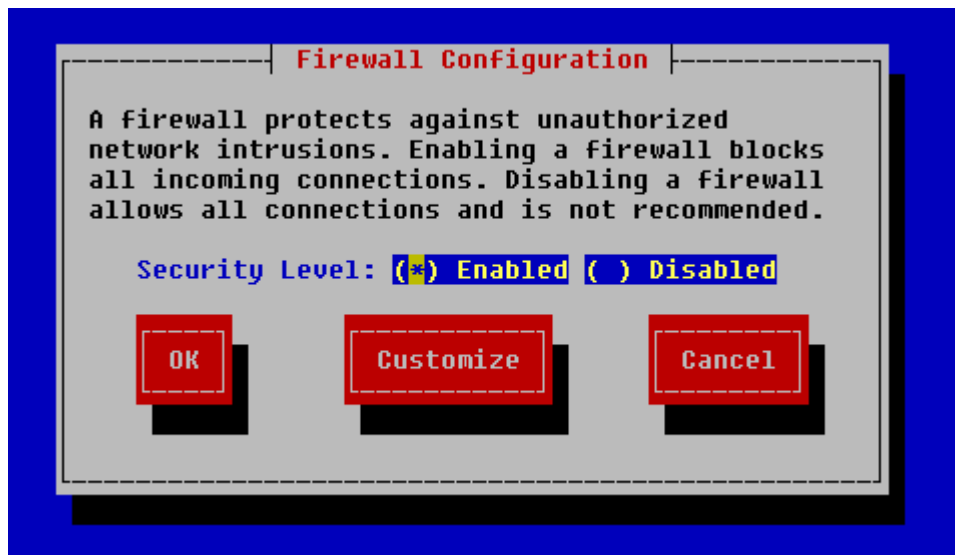 Firewall Configuration
A firewall protects against unauthorized
network intrusions. Enabling a firewall blocks
all incoming connections. Disabling a firewall
allows all connections and is not recommended.
Security Level: (*) Enabled ( ) Disabled
OK Customize Cancel